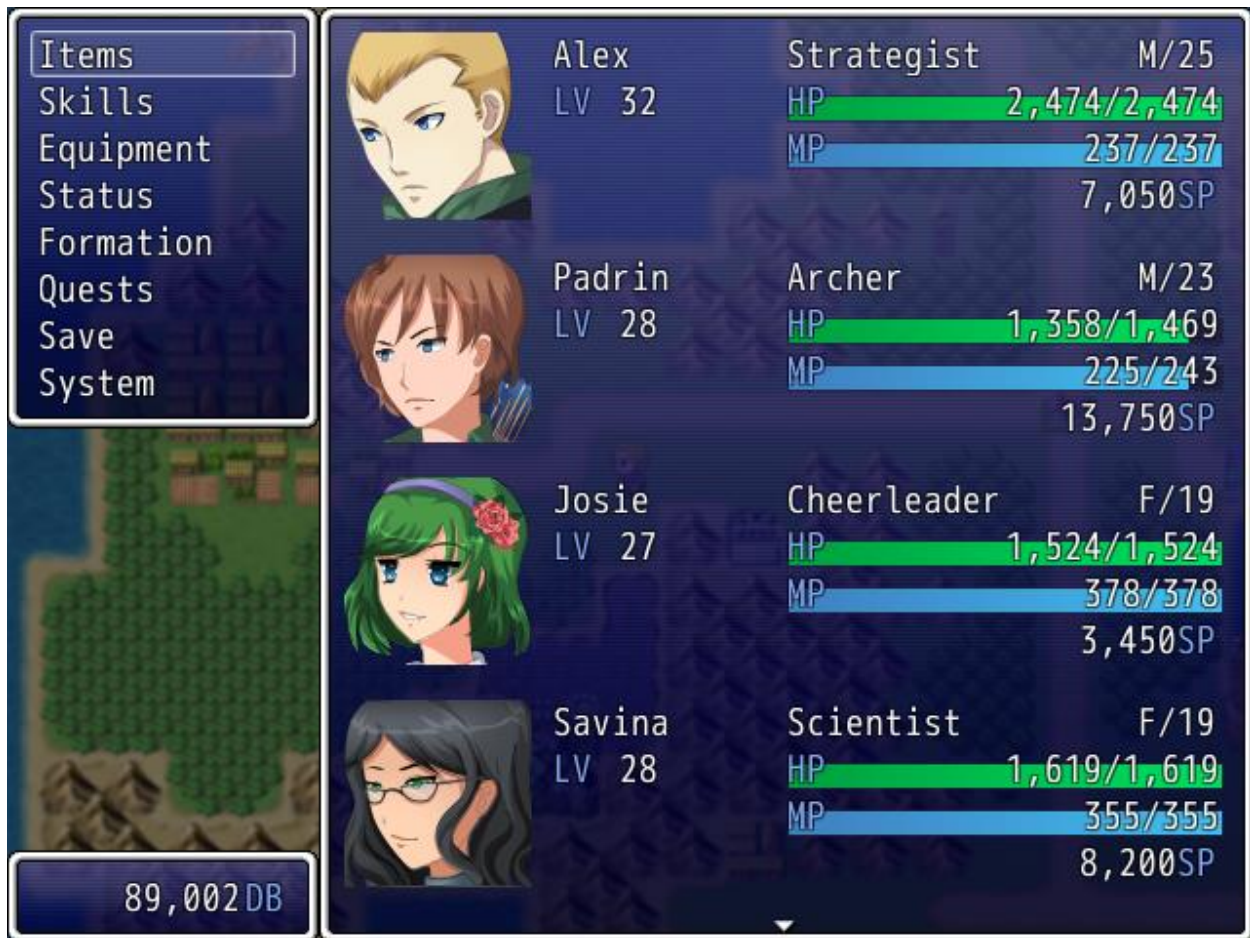 Items
Skills
Equipment
Status
Formation
Quests
Save
System
89,002DB
Alex Strategist M/25
LV 32 HP 2,474/2,474
MP 237/237
7,050SP
Padrin Archer M/23
LV 28 HP 1,358/1,469
MP 225/243
13,750SP
Josie Cheerleader F/19
LV 27 HP 1,524/1,524
MP 378/378
3,450SP
Savina Scientist F/19
LV 28 HP 1,619/1,619
MP 355/355
8,200SP